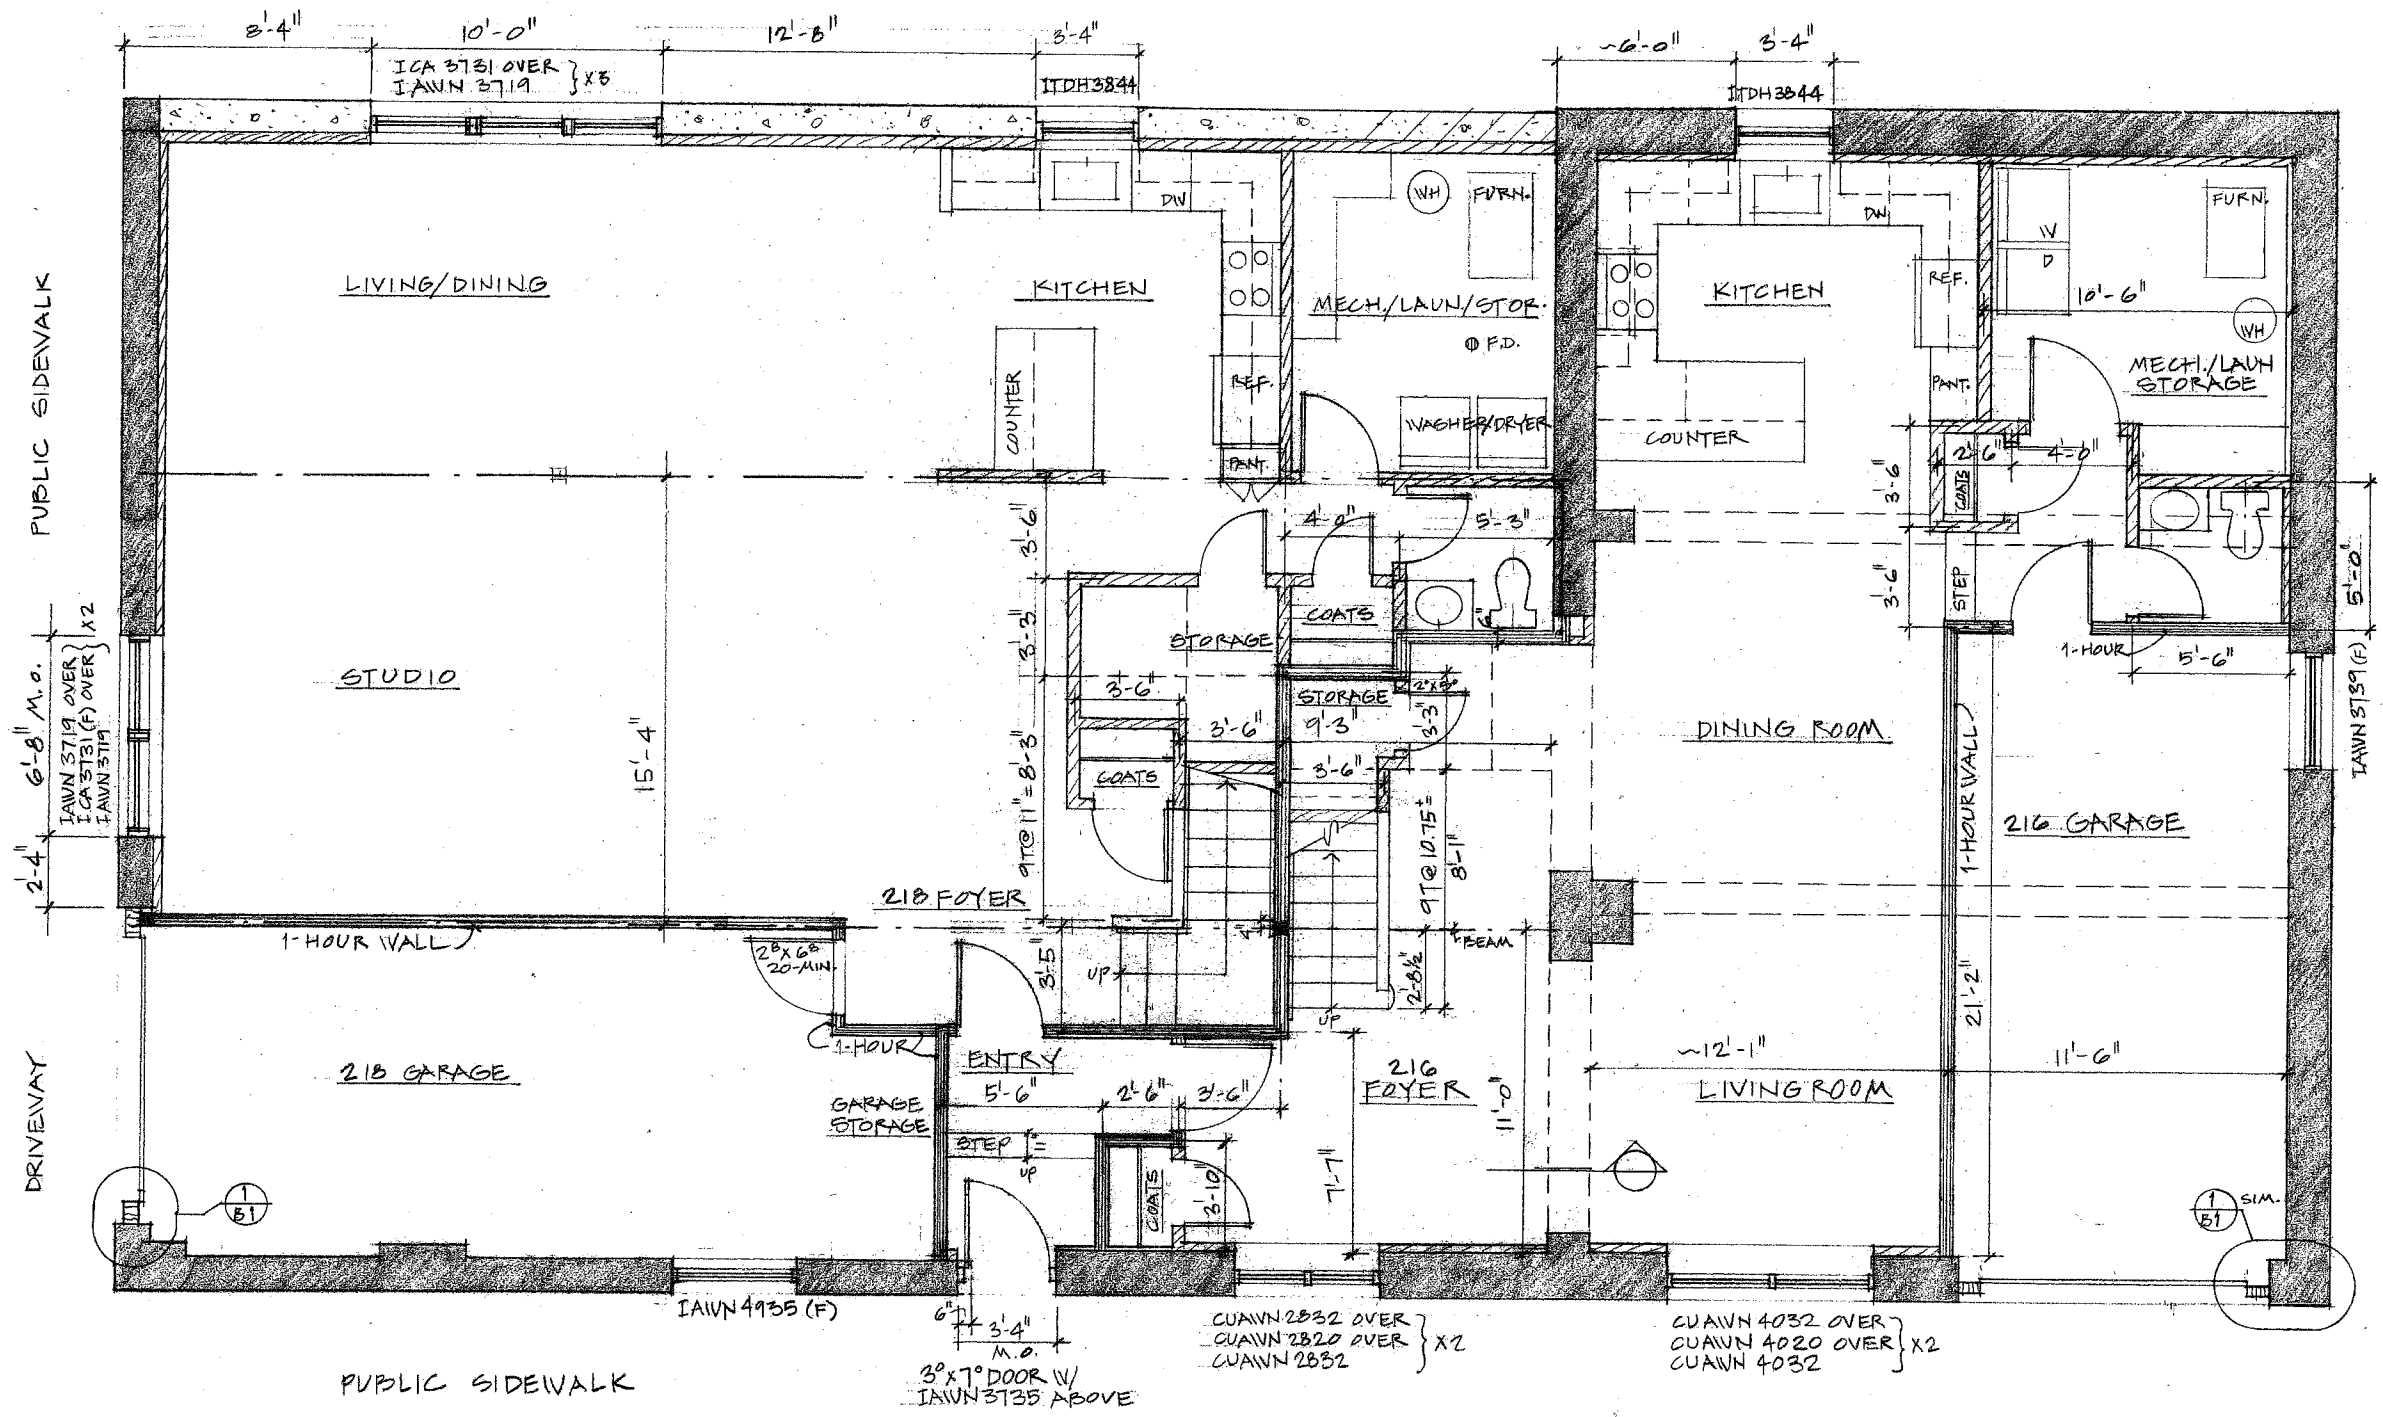 8'-4"
10'-0"
12'-8"
3'-4"
~6'-0"
3'-4"
ICA 3731 OVER
IAWN 3719 } X3
ITDH3844
ITDH3844
DW
WH
FURN.
DW
W
D
FURN.
LIVING/DINING
KITCHEN
MECH./LAUN/STOR.
KITCHEN
REF.
10'-6"
WH
F.D.
PUBLIC SIDEWALK
COUNTER
REF.
PANT.
MECH./LAUN
STORAGE
WASHER/DRYER
COUNTER
PANT.
2'-6"
4'-0"
3'-6"
COATS
3'-6"
4'-0"
5'-3"
3'-6"
STEP
5'-0"
COATS
6"
STORAGE
3'-3"
1-HOUR
5'-6"
STUDIO
3'-6"
STORAGE
2⁰x5⁰
3'-6"
9'-3"
3'-3"
DINING ROOM
1-HOUR WALL
IAWN 3739 (F)
6'-8" M.O.
IAWN 3719 OVER
ICA 3731 (F) OVER
IAWN 3719 } X2
15'-4"
9T@11"=8'-3"
COATS
3'-6"
9T@10.75±
8'-1"
216 GARAGE
2'-4"
218 FOYER
1-HOUR WALL
2⁸x6⁸
20-MIN.
3'-5"
4"
UP
BEAM
2'-8½"
UP
21'-2"
1-HOUR
ENTRY
218 GARAGE
~12'-1"
11'-6"
216
FOYER
LIVING ROOM
5'-6"
2'-6"
3'-6"
11'-0"
GARAGE
STORAGE
STEP
UP
DRIVEWAY
COATS
3'-10"
7'-7"
1
B1
1
B1
SIM.
IAWN 4935 (F)
6"
3'-4"
M.O.
3⁰x7⁰ DOOR W/
IAWN 3735 ABOVE
CUAWN 2832 OVER
CUAWN 2820 OVER
CUAWN 2832 } X2
CUAWN 4032 OVER
CUAWN 4020 OVER
CUAWN 4032 } X2
PUBLIC SIDEWALK